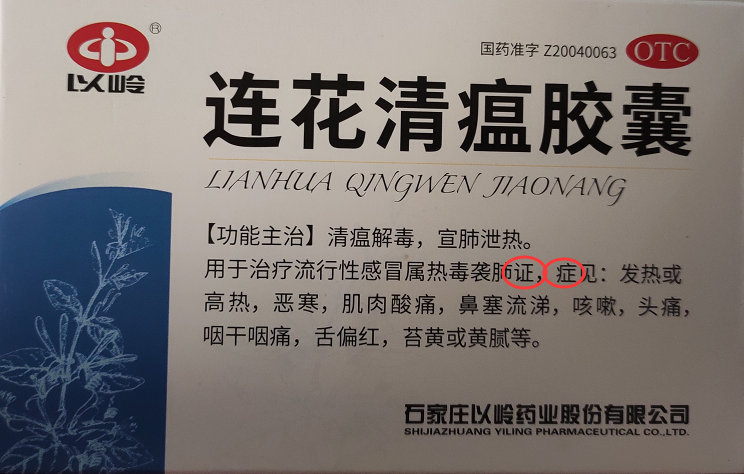 以岭®
国药准字 Z20040063 OTC
连花清瘟胶囊
LIANHUA QINGWEN JIAONANG
【功能主治】清瘟解毒，宣肺泄热。
用于治疗流行性感冒属热毒袭肺证，症见：发热或
高热，恶寒，肌肉酸痛，鼻塞流涕，咳嗽，头痛，
咽干咽痛，舌偏红，苔黄或黄腻等。
石家庄以岭药业股份有限公司
SHIJIAZHUANG YILING PHARMACEUTICAL CO.,LTD.